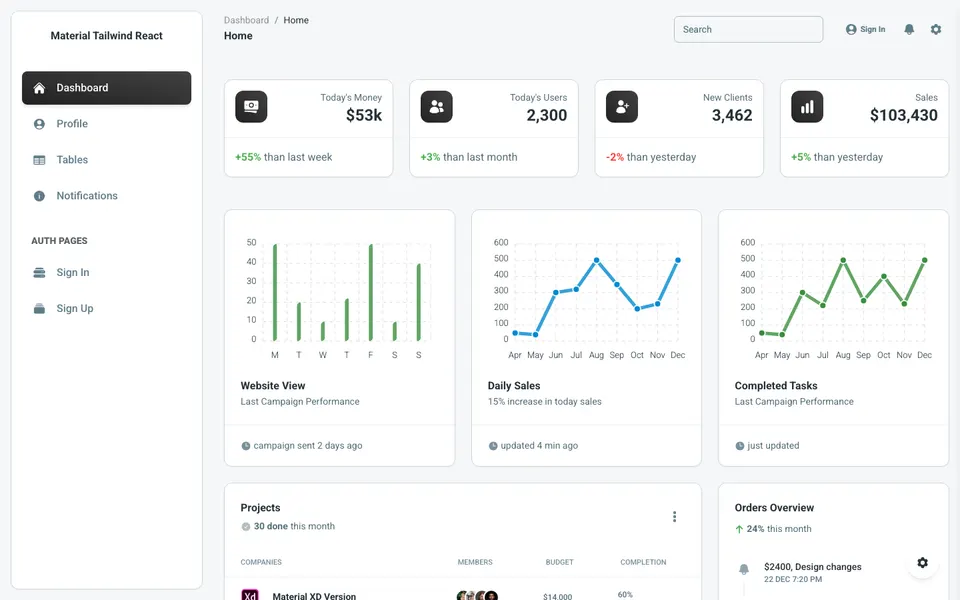 Material Tailwind React
Dashboard
Profile
Tables
Notifications
AUTH PAGES
Sign In
Sign Up
Dashboard / Home
Home
Search
Sign In
Today's Money
$53k
+55% than last week
Today's Users
2,300
+3% than last month
New Clients
3,462
-2% than yesterday
Sales
$103,430
+5% than yesterday
50
40
30
20
10
0
M T W T F S S
Website View
Last Campaign Performance
campaign sent 2 days ago
600
500
400
300
200
100
0
Apr May Jun Jul Aug Sep Oct Nov Dec
Daily Sales
15% increase in today sales
updated 4 min ago
600
500
400
300
200
100
0
Apr May Jun Jul Aug Sep Oct Nov Dec
Completed Tasks
Last Campaign Performance
just updated
Projects
30 done this month
COMPANIES MEMBERS BUDGET COMPLETION
Xd Material XD Version $14,000 60%
Orders Overview
24% this month
$2400, Design changes
22 DEC 7:20 PM